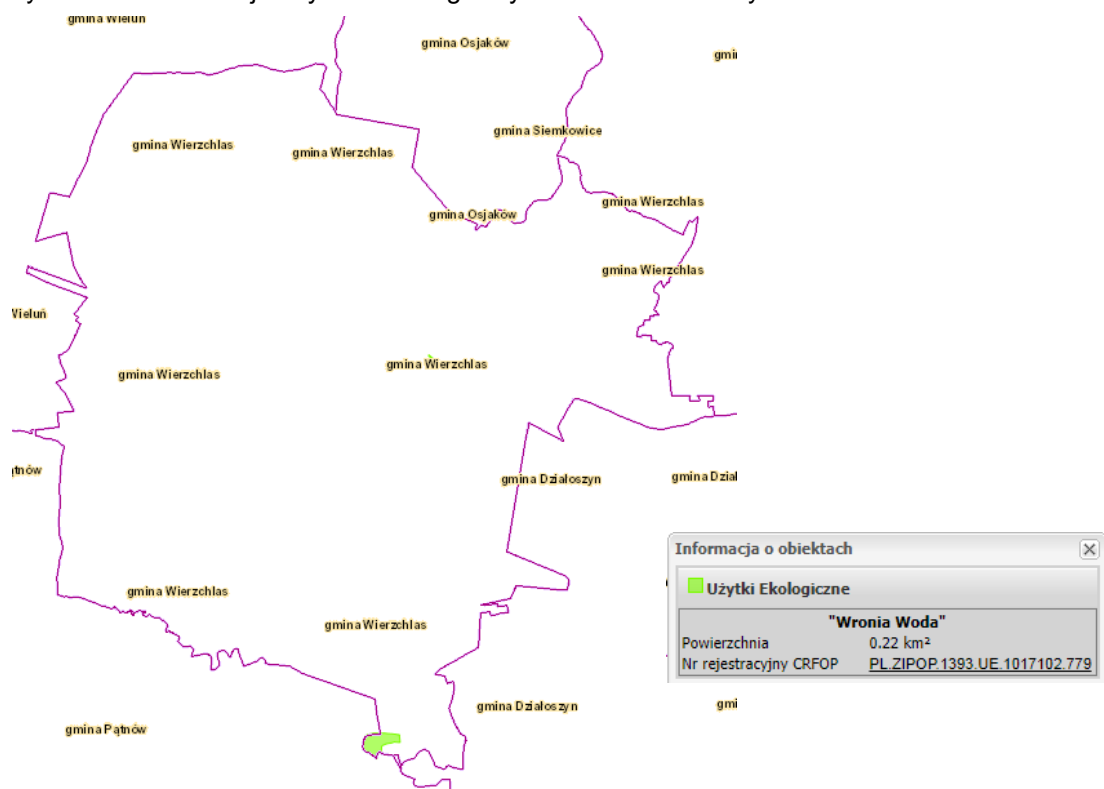 gmina Wieluń
gmina Osjaków
gmina Siemkowice
gmina Wierzchlas
gmina Wierzchlas
gmina Wierzchlas
gmina Osjaków
gmina Wierzchlas
Wieluń
gmina Wierzchlas
gmina Wierzchlas
gmina Działoszyn
gmina Wierzchlas
gmina Wierzchlas
gmina Działoszyn
gmina Pątnów
Informacja o obiektach
Użytki Ekologiczne
"Wronia Woda"
Powierzchnia 0.22 km²
Nr rejestracyjny CRFOP PL.ZIPOP.1393.UE.1017102.779